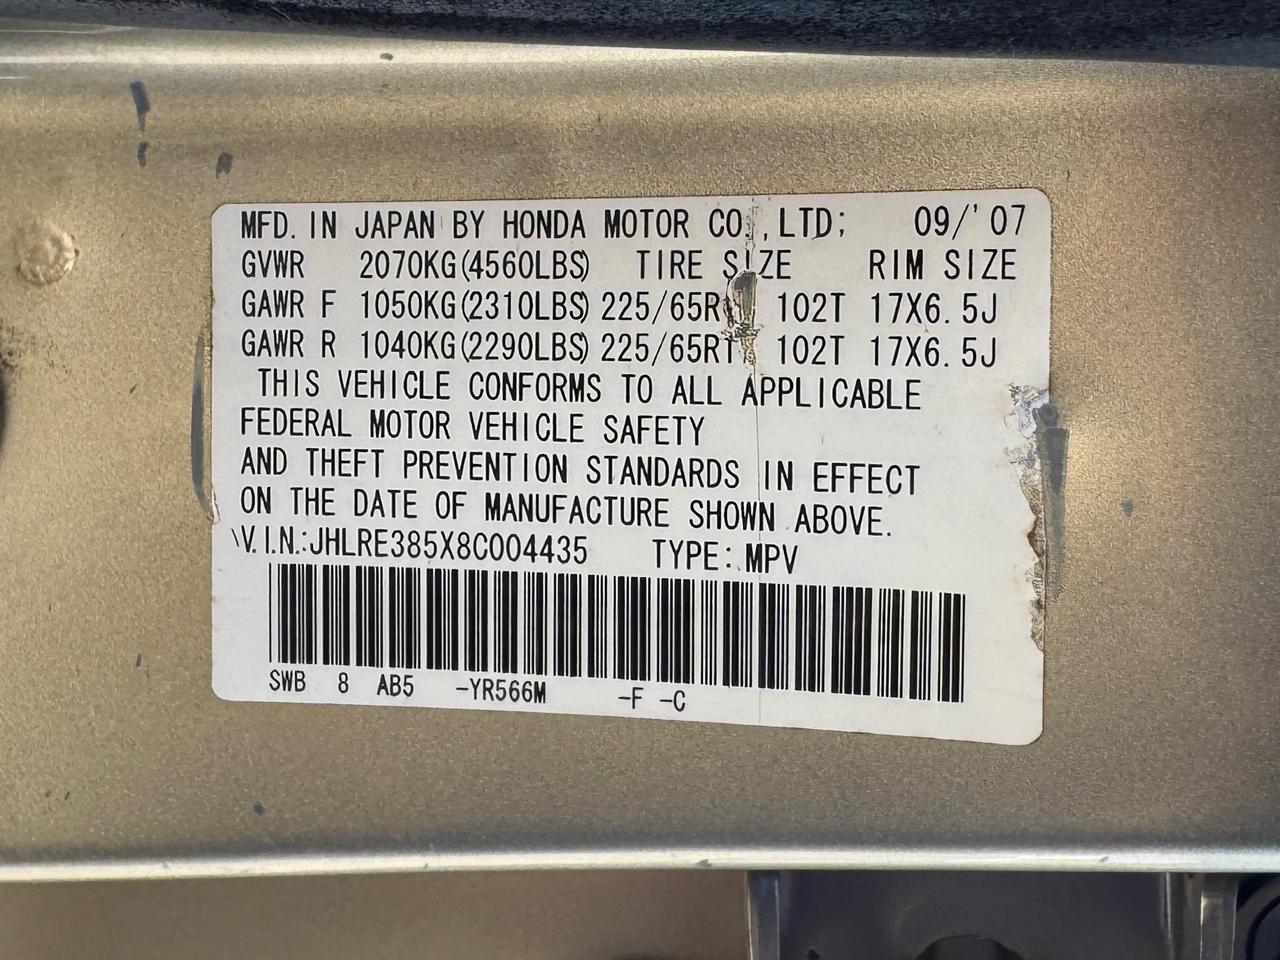 MFD. IN JAPAN BY HONDA MOTOR CO.,LTD; 09/'07
GVWR 2070KG(4560LBS) TIRE SIZE RIM SIZE
GAWR F 1050KG(2310LBS) 102T 17X6.5J
GAWR R 1040KG(2290LBS) 102T 17X6.5J
THIS VEHICLE CONFORMS TO ALL APPLICABLE
FEDERAL MOTOR VEHICLE SAFETY
AND THEFT PREVENTION STANDARDS IN EFFECT
ON THE DATE OF MANUFACTURE SHOWN ABOVE.
V.I.N.:JHLRE385X8C004435 TYPE: MPV
SWB 8 AB5 -YR566M -F -C